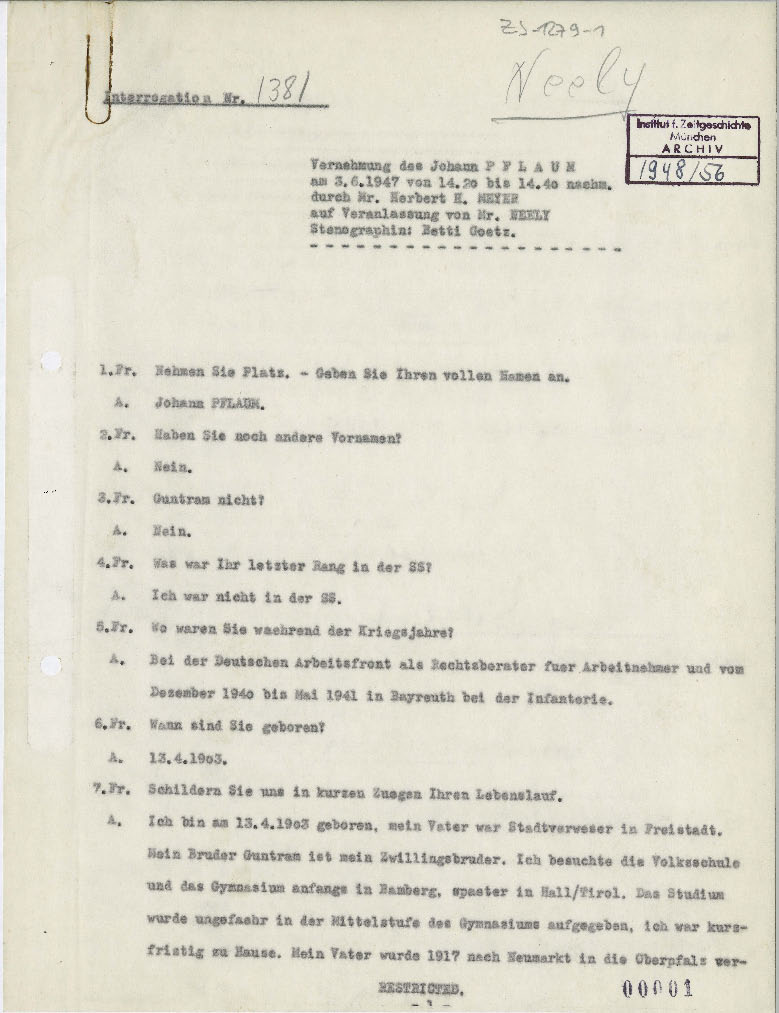 ZS-1279-1
Neely
Interrogation Nr. 1381
Institut f. Zeitgeschichte
München
ARCHIV
1948/56
Vernehmung des Johann P F L A U M
am 3.6.1947 von 14.2o bis 14.4o nachm.
durch Mr. Herbert H. MEYER
auf Veranlassung von Mr. NEELY
Stenographin: Betti Goetz.
1.Fr. Nehmen Sie Platz. - Geben Sie Ihren vollen Namen an.
A. Johann PFLAUM.
2.Fr. Haben Sie noch andere Vornamen?
A. Nein.
3.Fr. Guntram nicht?
A. Nein.
4.Fr. Was war Ihr letzter Rang in der SS?
A. Ich war nicht in der SS.
5.Fr. Wo waren Sie waehrend der Kriegsjahre?
A. Bei der Deutschen Arbeitsfront als Rechtsberater fuer Arbeitnehmer und vom
Dezember 194o bis Mai 1941 in Bayreuth bei der Infanterie.
6.Fr. Wann sind Sie geboren?
A. 13.4.19o3.
7.Fr. Schildern Sie uns in kurzen Zuegen Ihren Lebenslauf.
A. Ich bin am 13.4.19o3 geboren, mein Vater war Stadtverweser in Freistadt.
Mein Bruder Guntram ist mein Zwillingsbruder. Ich besuchte die Volksschule
und das Gymnasium anfangs in Bamberg, spaeter in Hall/Tirol. Das Studium
wurde ungefaehr in der Mittelstufe des Gymnasiums aufgegeben, ich war kurz-
fristig zu Hause. Mein Vater wurde 1917 nach Neumarkt in die Oberpfalz ver-
RESTRICTED.
- 1 -
00001